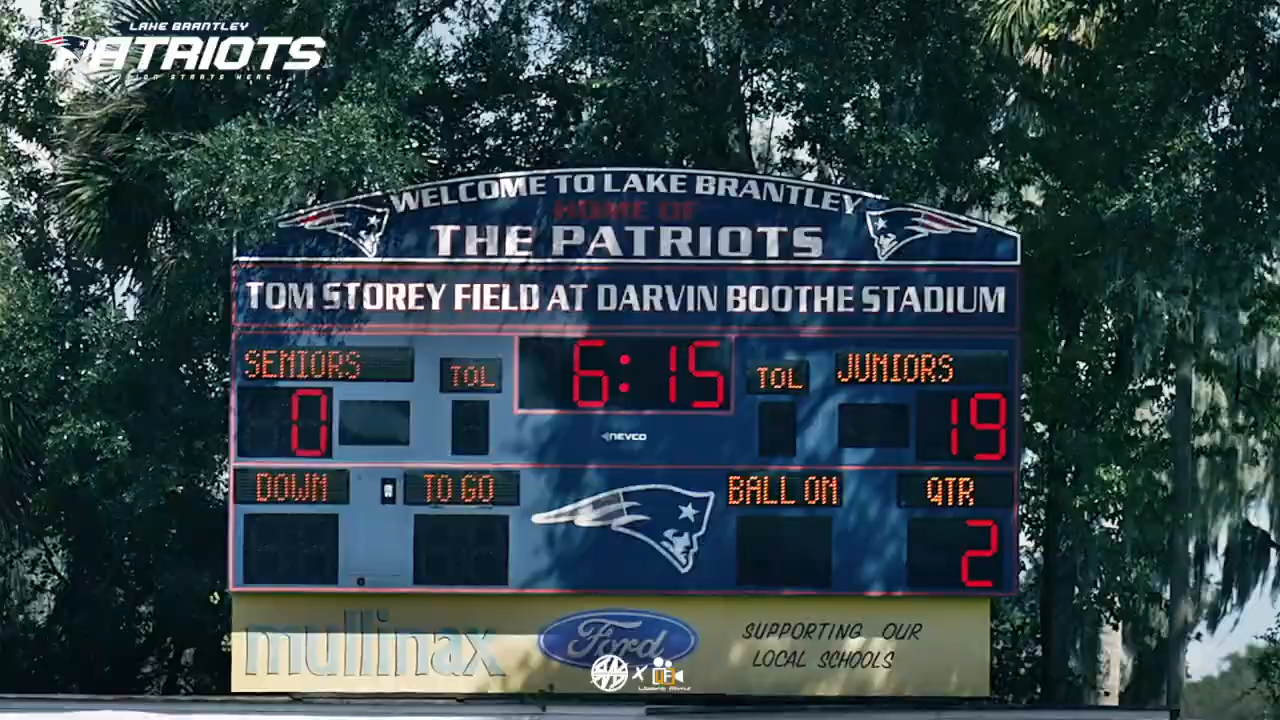 LAKE BRANTLEY
PATRIOTS
STARTS HERE
WELCOME TO LAKE BRANTLEY
HOME OF
THE PATRIOTS
TOM STOREY FIELD AT DARVIN BOOTHE STADIUM
SENIORS TOL 6:15 TOL JUNIORS
0 19
NEVCO
DOWN TO GO BALL ON QTR
2
mullinax Ford SUPPORTING OUR
LOCAL SCHOOLS
X